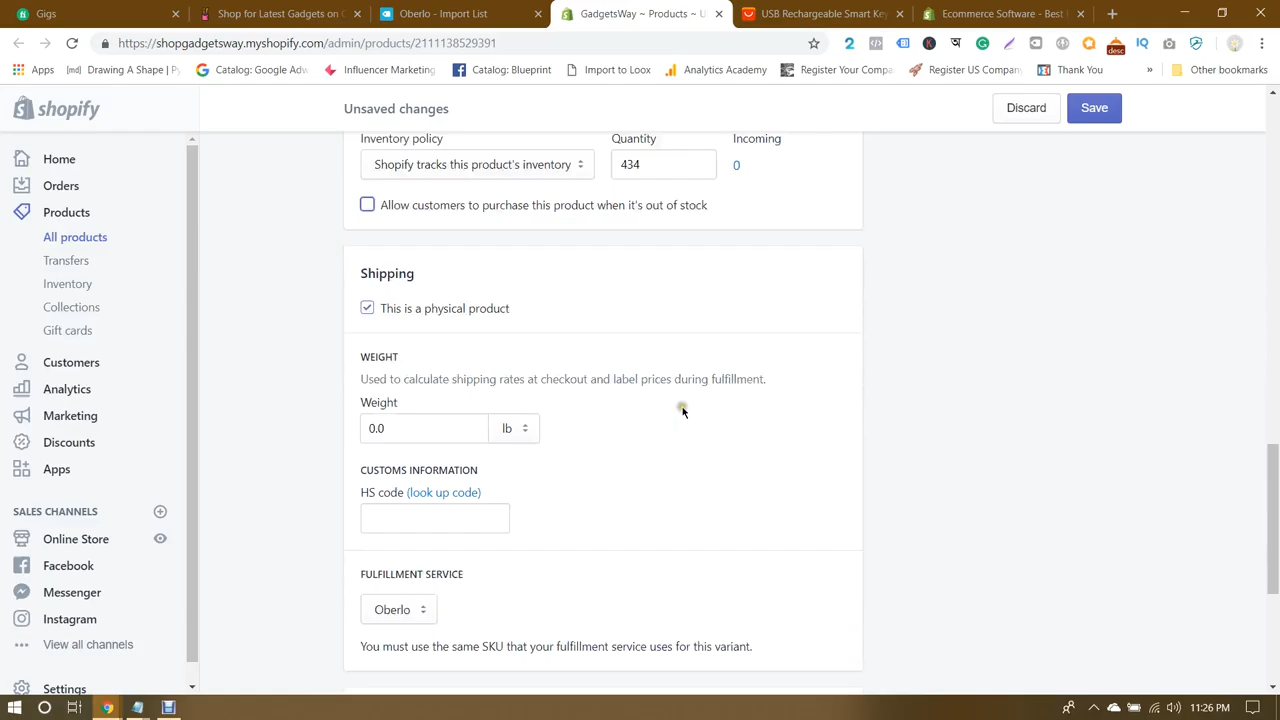 Gigs
Shop for Latest Gadgets on C
Oberlo - Import List
GadgetsWay ~ Products ~ U
USB Rechargeable Smart Key
Ecommerce Software - Best
https://shopgadgetsway.myshopify.com/admin/products/2111138529391
Apps
Drawing A Shape | Py
Catalog: Google Adw
Influencer Marketing
Catalog: Blueprint
Import to Loox
Analytics Academy
Register Your Comp
Register US Company
Thank You
»
Other bookmarks
shopify
Unsaved changes
Discard
Save
Home
Orders
Products
All products
Transfers
Inventory
Collections
Gift cards
Customers
Analytics
Marketing
Discounts
Apps
SALES CHANNELS
Online Store
Facebook
Messenger
Instagram
View all channels
Settings
Inventory policy
Quantity
Incoming
Shopify tracks this product's inventory
434
0
Allow customers to purchase this product when it's out of stock
Shipping
This is a physical product
WEIGHT
Used to calculate shipping rates at checkout and label prices during fulfillment.
Weight
0.0
lb
CUSTOMS INFORMATION
HS code (look up code)
FULFILLMENT SERVICE
Oberlo
You must use the same SKU that your fulfillment service uses for this variant.
11:26 PM